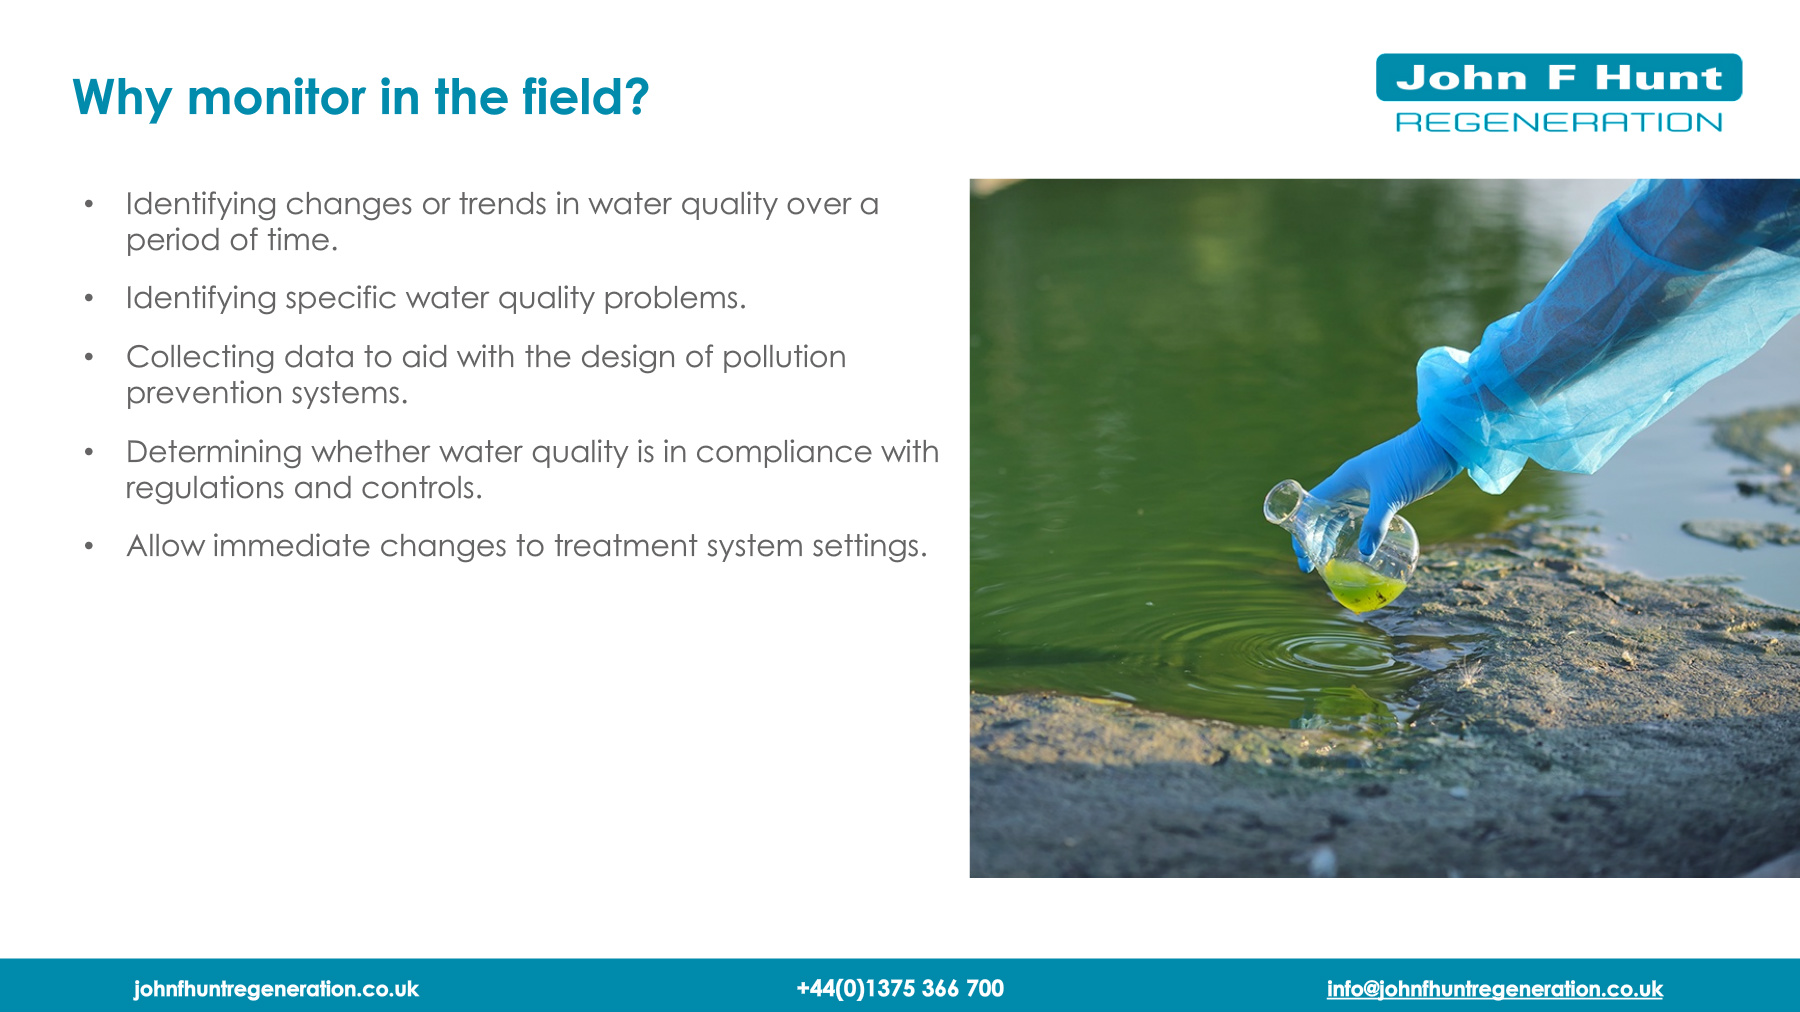 Why monitor in the field?
John F Hunt
REGENERATION
• Identifying changes or trends in water quality over a
period of time.
• Identifying specific water quality problems.
• Collecting data to aid with the design of pollution
prevention systems.
• Determining whether water quality is in compliance with
regulations and controls.
• Allow immediate changes to treatment system settings.
johnfhuntregeneration.co.uk
+44(0)1375 366 700
info@johnfhuntregeneration.co.uk